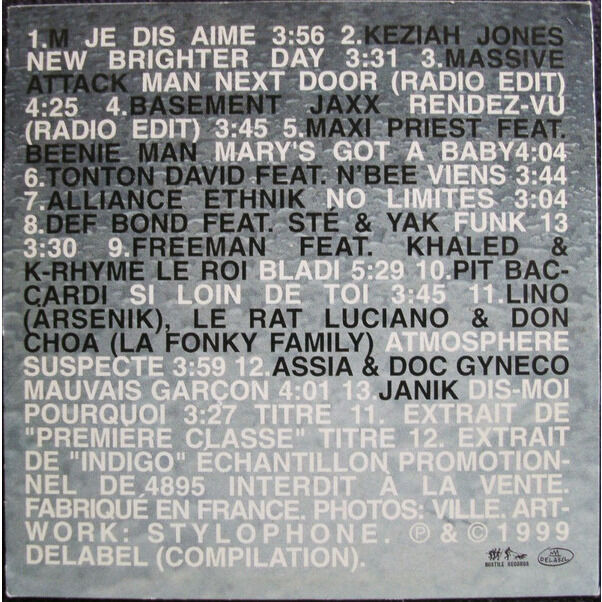 1.M JE DIS AIME 3:56 2.KEZIAH JONES
NEW BRIGHTER DAY 3:31 3.MASSIVE
ATTACK MAN NEXT DOOR (RADIO EDIT)
4:25 4.BASEMENT JAXX RENDEZ-VU
(RADIO EDIT) 3:45 5.MAXI PRIEST FEAT.
BEENIE MAN MARY'S GOT A BABY4:04
6.TONTON DAVID FEAT. N'BEE VIENS 3:44
7.ALLIANCE ETHNIK NO LIMITES 3:04
8.DEF BOND FEAT. STÉ & YAK FUNK 13
3:30 9.FREEMAN FEAT. KHALED &
K-RHYME LE ROI BLADI 5:29 10.PIT BAC-
CARDI SI LOIN DE TOI 3:45 11.LINO
(ARSENIK), LE RAT LUCIANO & DON
CHOA (LA FONKY FAMILY) ATMOSPHERE
SUSPECTE 3:59 12.ASSIA & DOC GYNECO
MAUVAIS GARÇON 4:01 13.JANIK DIS-MOI
POURQUOI 3:27 TITRE 11. EXTRAIT DE
"PREMIÈRE CLASSE" TITRE 12. EXTRAIT
DE "INDIGO" ÉCHANTILLON PROMOTION-
NEL DE 4895 INTERDIT À LA VENTE.
FABRIQUÉ EN FRANCE. PHOTOS: VILLE. ART-
WORK: STYLOPHONE. ℗ & © 1999
DELABEL (COMPILATION).
HOSTILE RECORDS
DELABEL